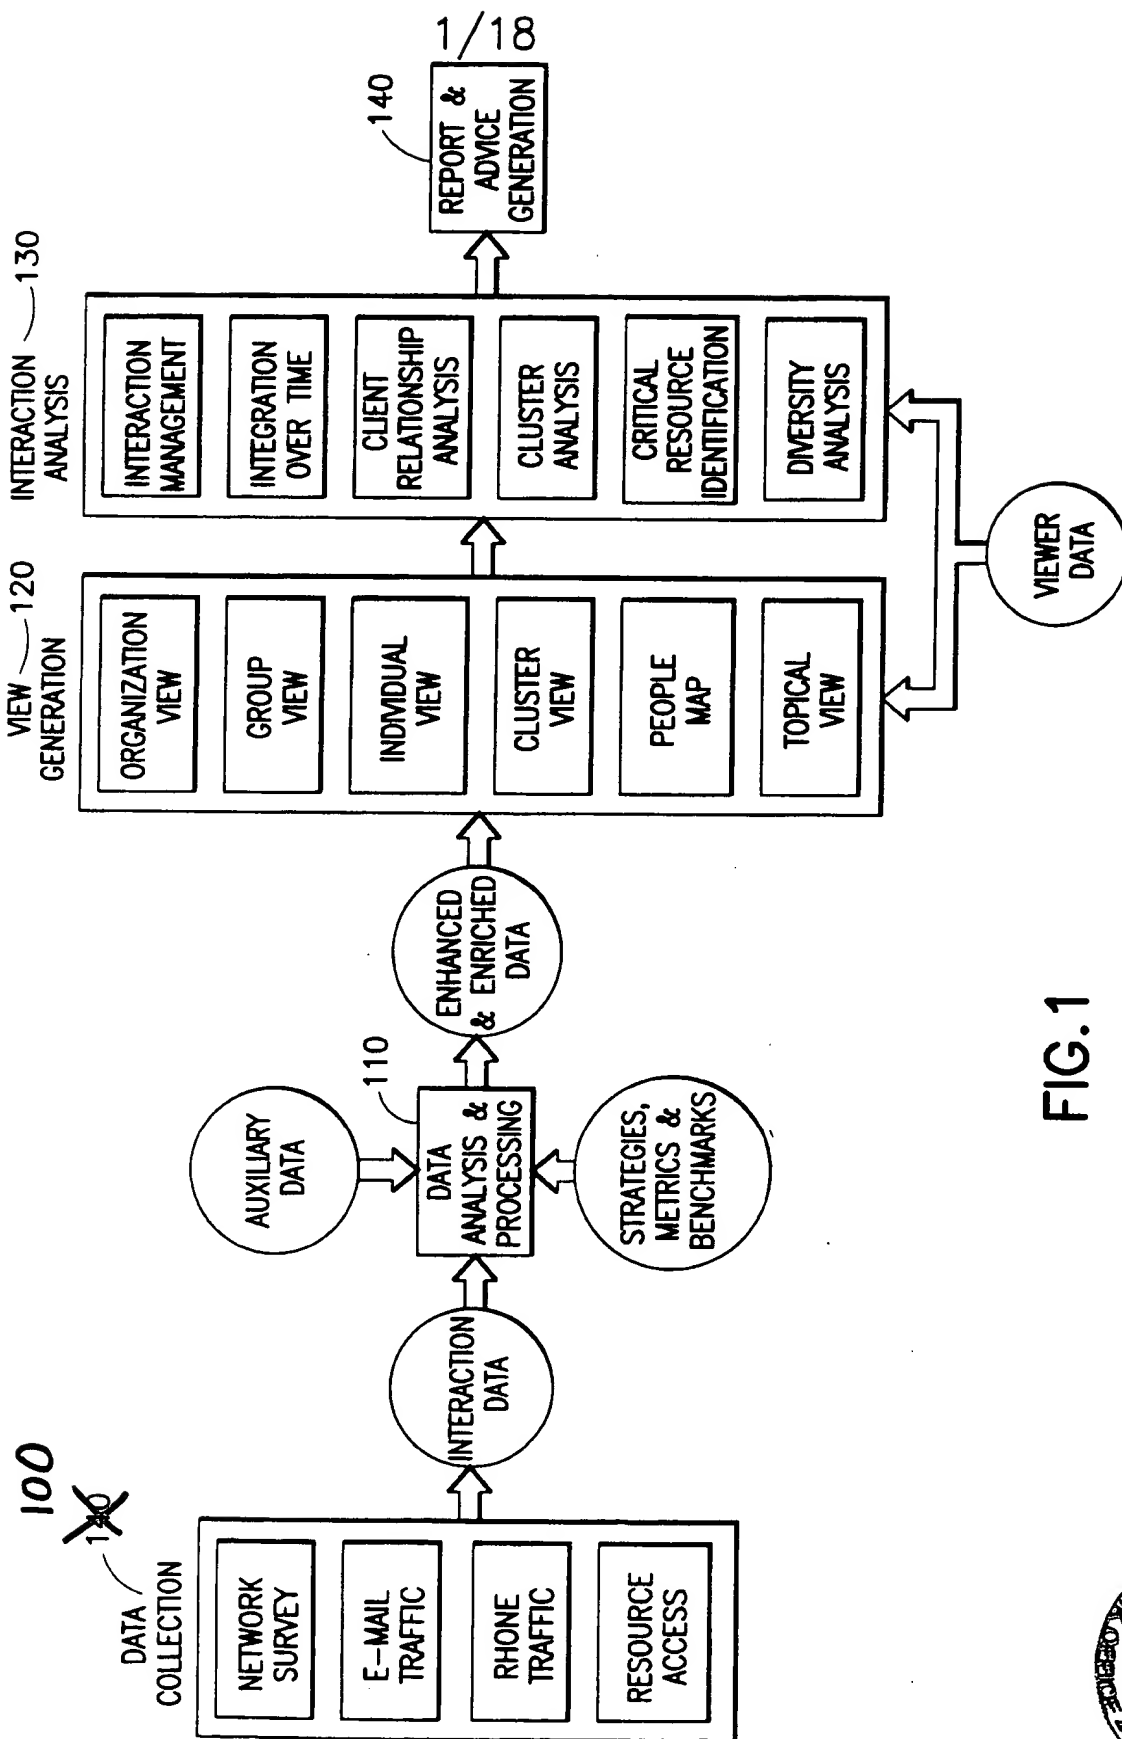 1/18
100
140
DATA
COLLECTION
NETWORK
SURVEY
E-MAIL
TRAFFIC
RHONE
TRAFFIC
RESOURCE
ACCESS
INTERACTION
DATA
AUXILIARY
DATA
110
DATA
ANALYSIS &
PROCESSING
STRATEGIES,
METRICS &
BENCHMARKS
ENHANCED
& ENRICHED
DATA
VIEW
120
GENERATION
ORGANIZATION
VIEW
GROUP
VIEW
INDIVIDUAL
VIEW
CLUSTER
VIEW
PEOPLE
MAP
TOPICAL
VIEW
INTERACTION
130
ANALYSIS
INTERACTION
MANAGEMENT
INTEGRATION
OVER TIME
CLIENT
RELATIONSHIP
ANALYSIS
CLUSTER
ANALYSIS
CRITICAL
RESOURCE
IDENTIFICATION
DIVERSITY
ANALYSIS
VIEWER
DATA
140
REPORT &
ADVICE
GENERATION
FIG.1